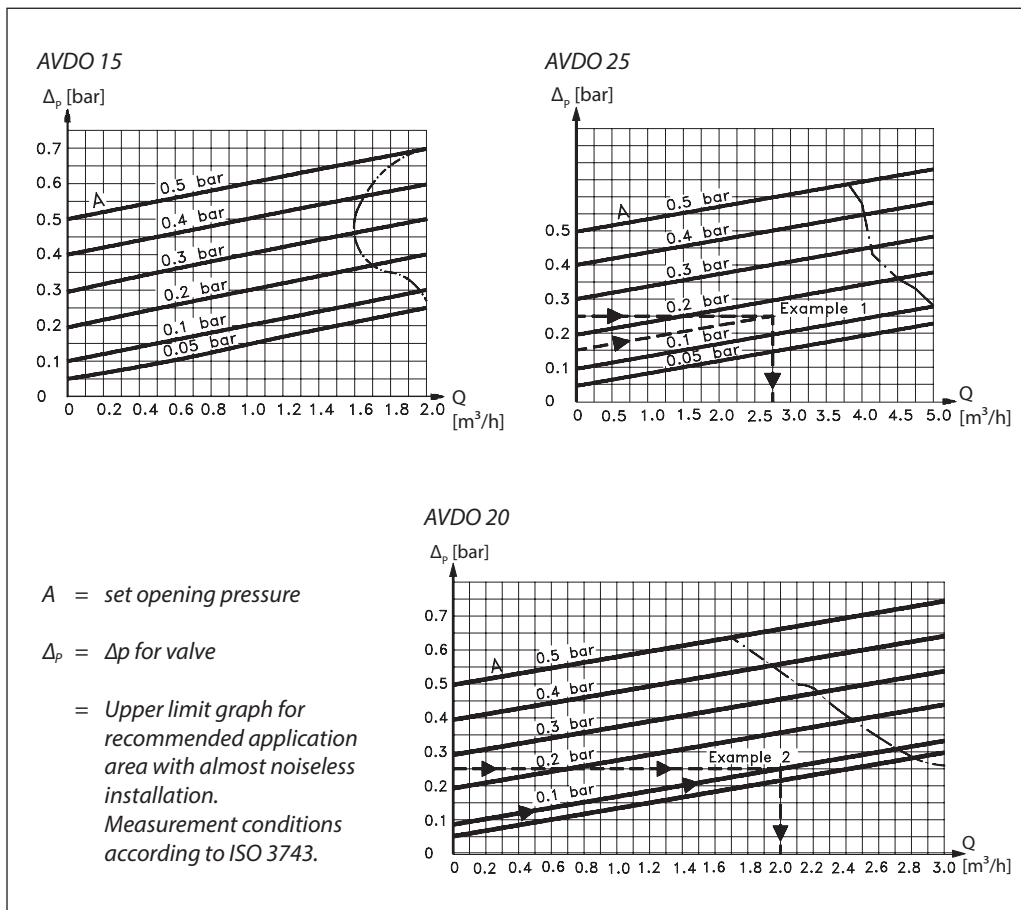 AVDO 15
Δp [bar]
0.7
0.6
0.5
0.4
0.3
0.2
0.1
0
A
0.5 bar
0.4 bar
0.3 bar
0.2 bar
0.1 bar
0.05 bar
0 0.2 0.4 0.6 0.8 1.0 1.2 1.4 1.6 1.8 2.0
Q
[m³/h]
AVDO 25
Δp [bar]
0.5
0.4
0.3
0.2
0.1
0
A
0.5 bar
0.4 bar
0.3 bar
0.2 bar
Example 1
0.1 bar
0.05 bar
0 0.5 1.0 1.5 2.0 2.5 3.0 3.5 4.0 4.5 5.0
Q
[m³/h]
AVDO 20
Δp [bar]
0.7
0.6
0.5
0.4
0.3
0.2
0.1
0
A
0.5 bar
0.4 bar
0.3 bar
0.2 bar
Example 2
0.1 bar
0 0.2 0.4 0.6 0.8 1.0 1.2 1.4 1.6 1.8 2.0 2.2 2.4 2.6 2.8 3.0
Q
[m³/h]
A = set opening pressure
ΔP = Δp for valve
= Upper limit graph for
recommended application
area with almost noiseless
installation.
Measurement conditions
according to ISO 3743.